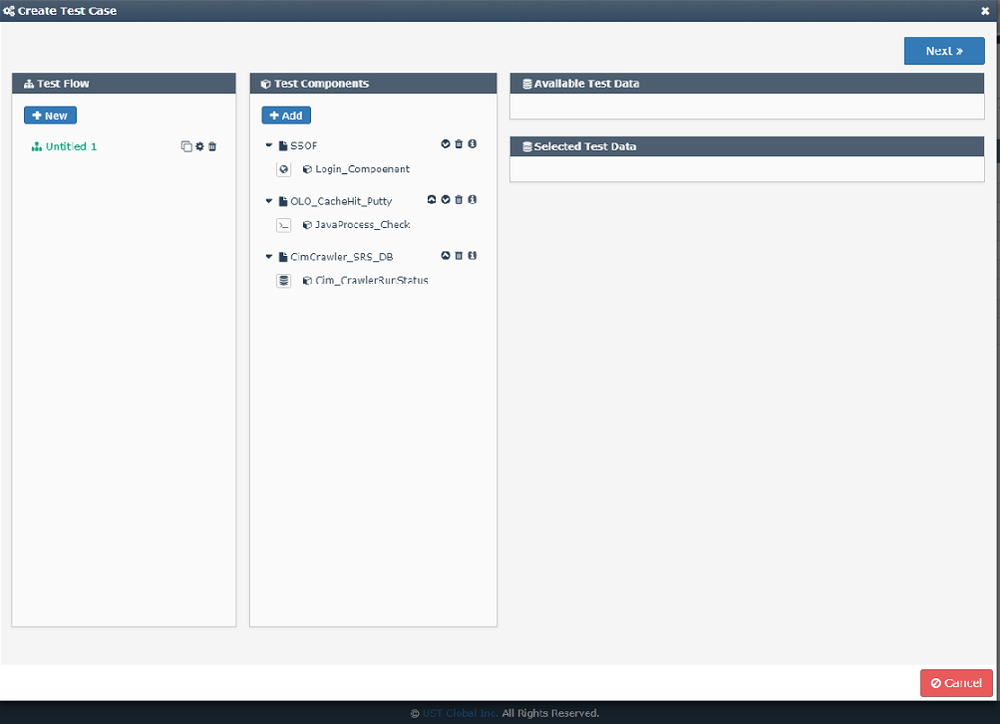 Create Test Case
Next »
Test Flow
New
Untitled 1
Test Components
Add
SSOF
Login_Compoenent
OLO_CacheHit_Putty
JavaProcess_Check
CimCrawler_SRS_DB
Cim_CrawlerRunStatus
Available Test Data
Selected Test Data
Cancel
© UST Global Inc. All Rights Reserved.